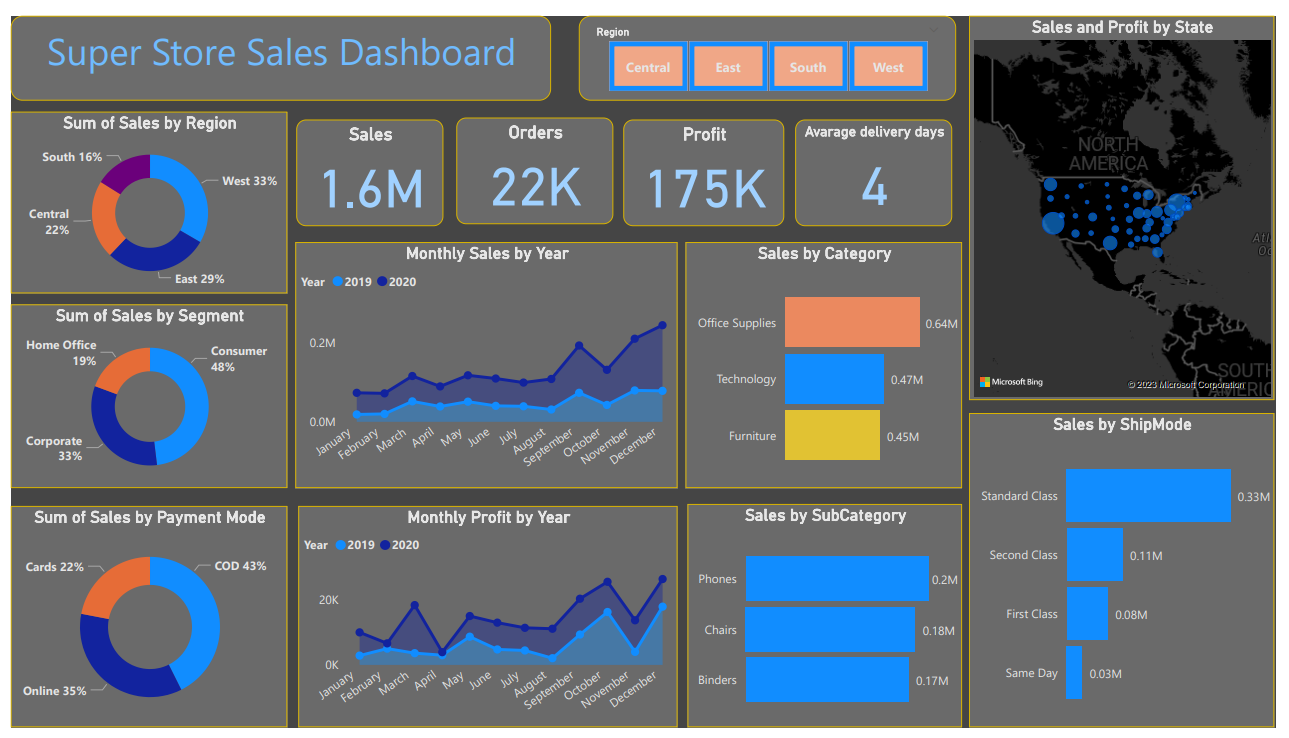 Super Store Sales Dashboard
Region
Central East South West
Sales and Profit by State
NORTH
AMERICA
SOUTH
Microsoft Bing
© 2023 Microsoft Corporation
Sum of Sales by Region
South 16%
West 33%
Central
22%
East 29%
Sales
1.6M
Orders
22K
Profit
175K
Avarage delivery days
4
Sum of Sales by Segment
Home Office
19%
Consumer
48%
Corporate
33%
Monthly Sales by Year
Year 2019 2020
0.2M
0.0M
January February March April May June July August September October November December
Sales by Category
Office Supplies 0.64M
Technology 0.47M
Furniture 0.45M
Sales by ShipMode
Standard Class 0.33M
Second Class 0.11M
First Class 0.08M
Same Day 0.03M
Sum of Sales by Payment Mode
Cards 22%
COD 43%
Online 35%
Monthly Profit by Year
Year 2019 2020
20K
0K
January February March April May June July August September October November December
Sales by SubCategory
Phones 0.2M
Chairs 0.18M
Binders 0.17M